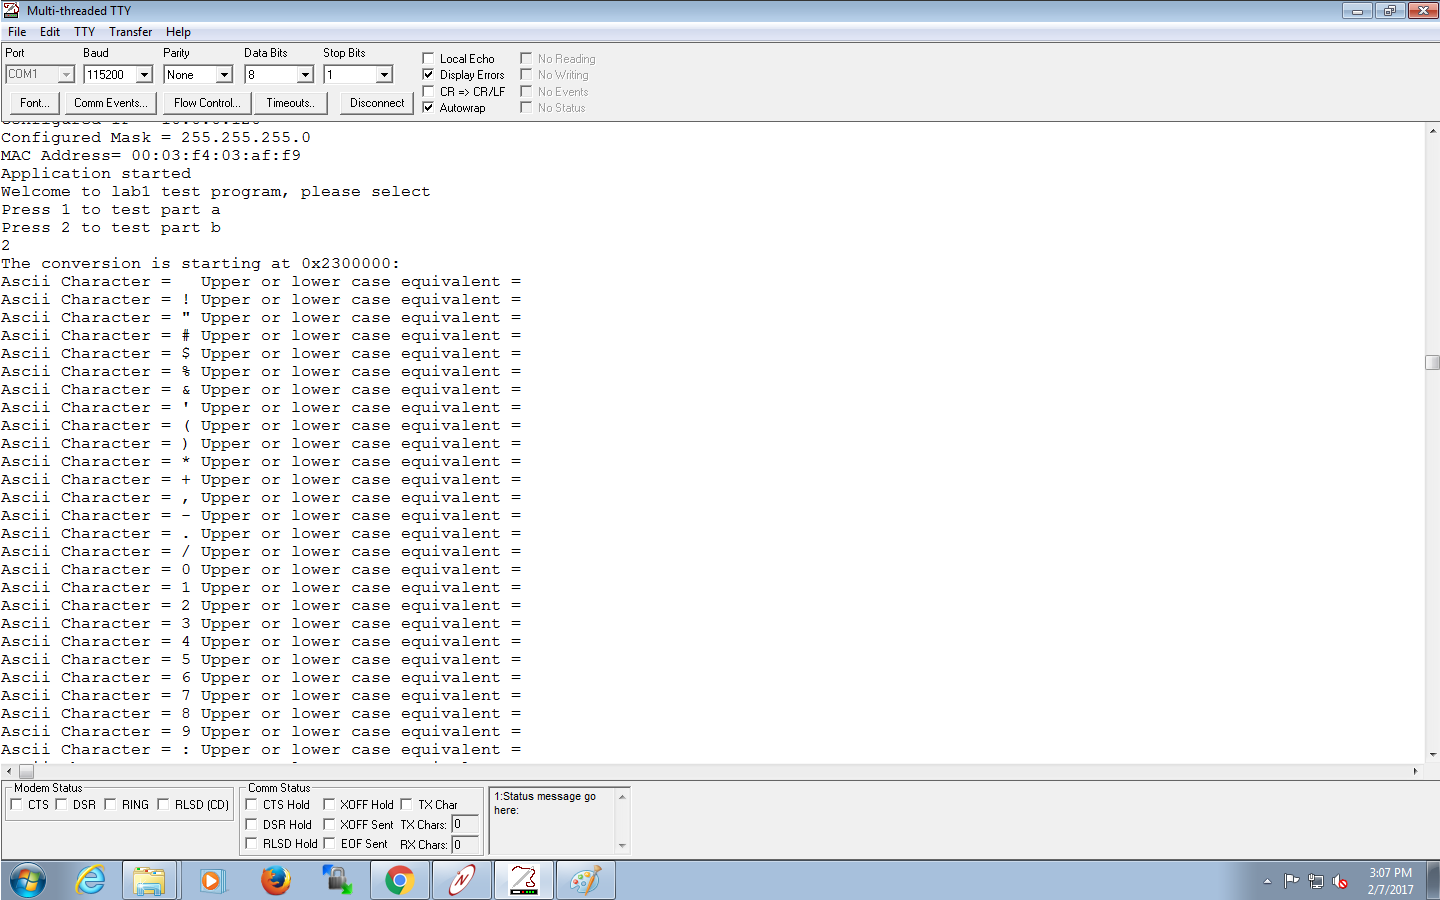 Multi-threaded TTY
File Edit TTY Transfer Help
Port Baud Parity Data Bits Stop Bits
COM1 115200 None 8 1
Font... Comm Events... Flow Control... Timeouts.. Disconnect
Local Echo No Reading
Display Errors No Writing
CR => CR/LF No Events
Autowrap No Status
Configured Mask = 255.255.255.0
MAC Address= 00:03:f4:03:af:f9
Application started
Welcome to lab1 test program, please select
Press 1 to test part a
Press 2 to test part b
2
The conversion is starting at 0x2300000:
Ascii Character =   Upper or lower case equivalent =
Ascii Character = ! Upper or lower case equivalent =
Ascii Character = " Upper or lower case equivalent =
Ascii Character = # Upper or lower case equivalent =
Ascii Character = $ Upper or lower case equivalent =
Ascii Character = % Upper or lower case equivalent =
Ascii Character = & Upper or lower case equivalent =
Ascii Character = ' Upper or lower case equivalent =
Ascii Character = ( Upper or lower case equivalent =
Ascii Character = ) Upper or lower case equivalent =
Ascii Character = * Upper or lower case equivalent =
Ascii Character = + Upper or lower case equivalent =
Ascii Character = , Upper or lower case equivalent =
Ascii Character = - Upper or lower case equivalent =
Ascii Character = . Upper or lower case equivalent =
Ascii Character = / Upper or lower case equivalent =
Ascii Character = 0 Upper or lower case equivalent =
Ascii Character = 1 Upper or lower case equivalent =
Ascii Character = 2 Upper or lower case equivalent =
Ascii Character = 3 Upper or lower case equivalent =
Ascii Character = 4 Upper or lower case equivalent =
Ascii Character = 5 Upper or lower case equivalent =
Ascii Character = 6 Upper or lower case equivalent =
Ascii Character = 7 Upper or lower case equivalent =
Ascii Character = 8 Upper or lower case equivalent =
Ascii Character = 9 Upper or lower case equivalent =
Ascii Character = : Upper or lower case equivalent =
Modem Status
CTS DSR RING RLSD (CD)
Comm Status
CTS Hold XOFF Hold TX Char
DSR Hold XOFF Sent TX Chars: 0
RLSD Hold EOF Sent RX Chars: 0
1:Status message go
here:
3:07 PM
2/7/2017